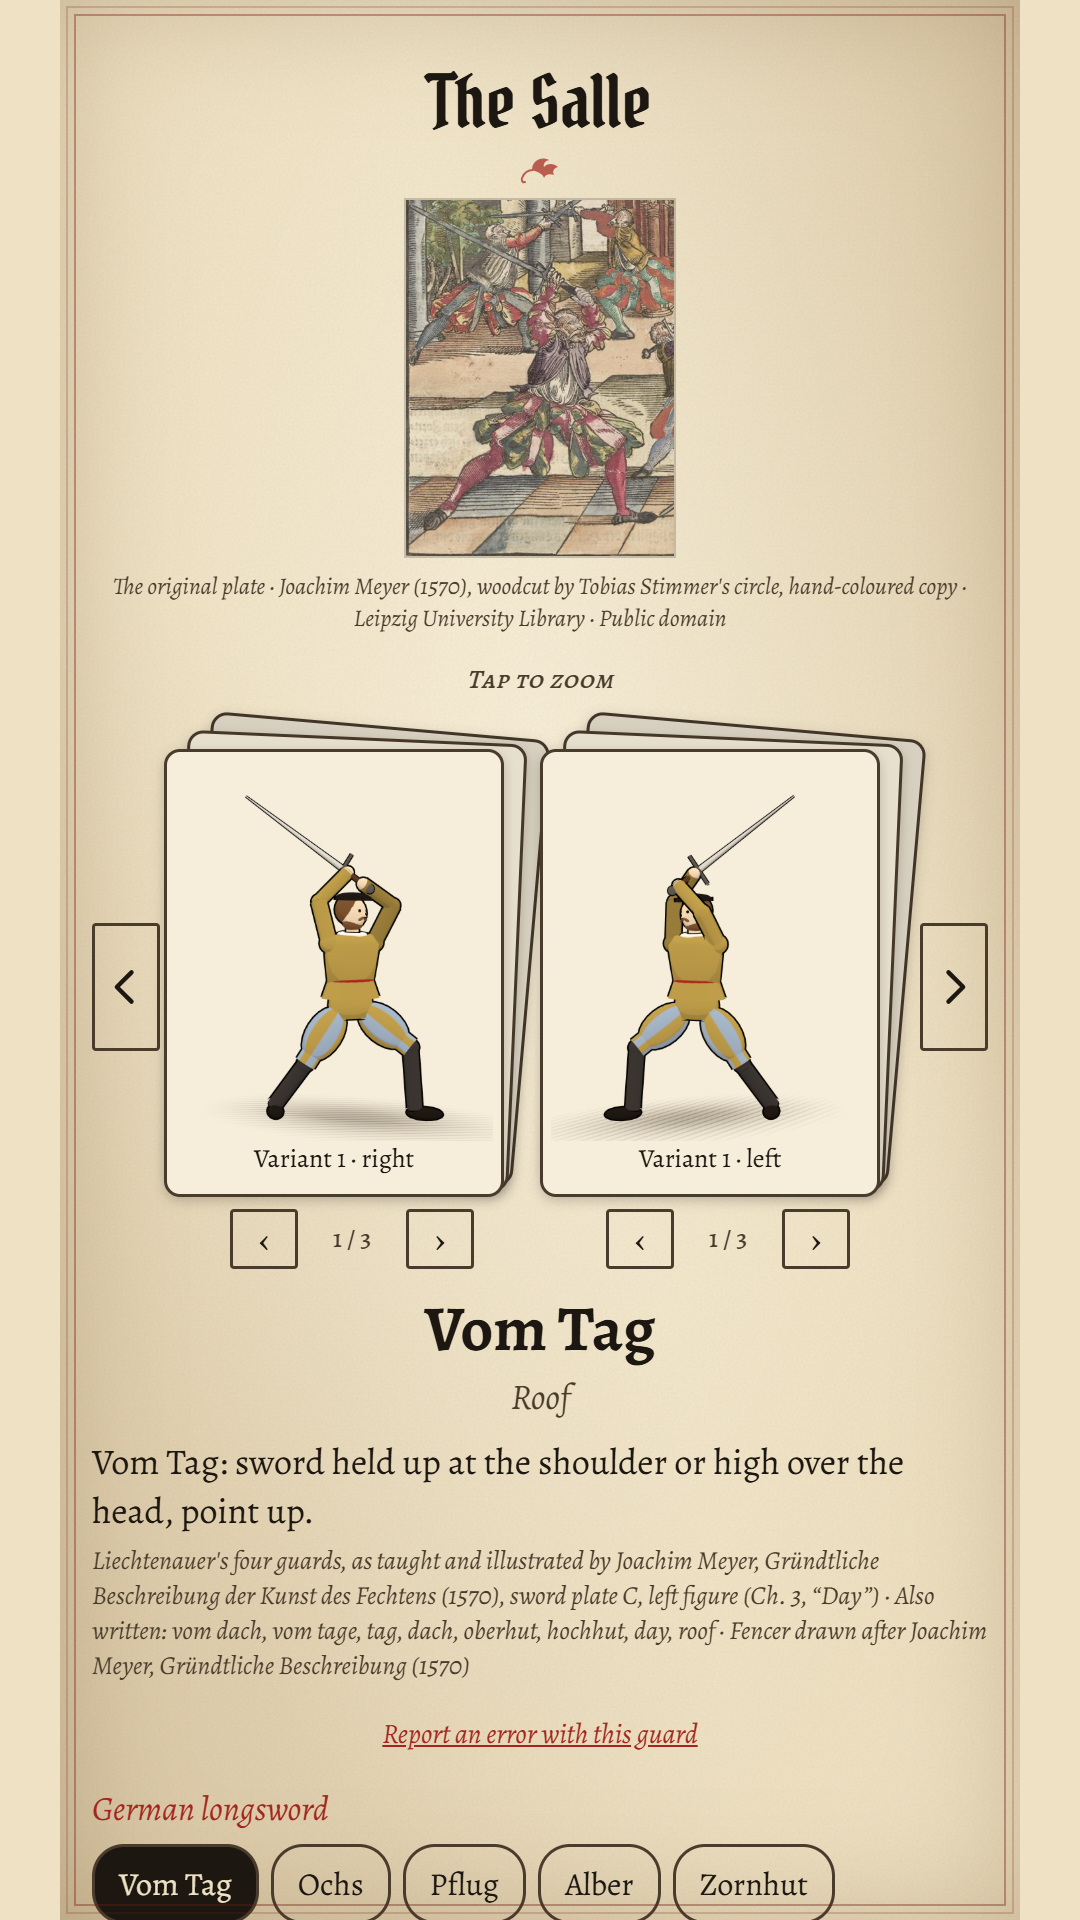 The Salle
The original plate · Joachim Meyer (1570), woodcut by Tobias Stimmer's circle, hand-coloured copy ·
Leipzig University Library · Public domain
Tap to zoom
Variant 1 · right
Variant 1 · left
‹ 1 / 3 ›
‹ 1 / 3 ›
Vom Tag
Roof
Vom Tag: sword held up at the shoulder or high over the
head, point up.
Liechtenauer's four guards, as taught and illustrated by Joachim Meyer, Gründtliche
Beschreibung der Kunst des Fechtens (1570), sword plate C, left figure (Ch. 3, “Day”) · Also
written: vom dach, vom tage, tag, dach, oberhut, hochhut, day, roof · Fencer drawn after Joachim
Meyer, Gründtliche Beschreibung (1570)
Report an error with this guard
German longsword
Vom Tag
Ochs
Pflug
Alber
Zornhut